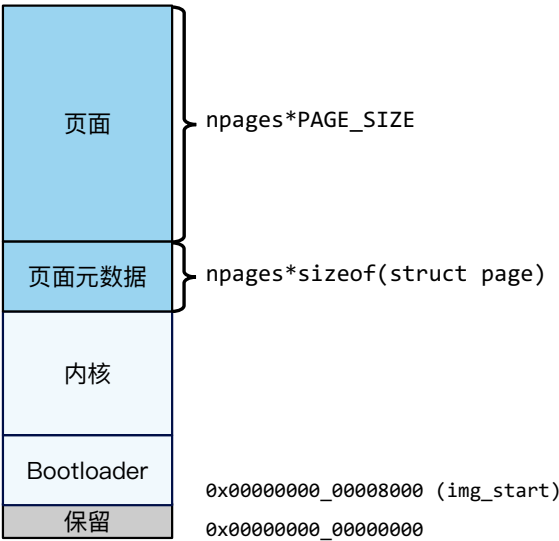 页面
npages*PAGE_SIZE
页面元数据
npages*sizeof(struct page)
内核
Bootloader
0x00000000_00008000 (img_start)
保留
0x00000000_00000000